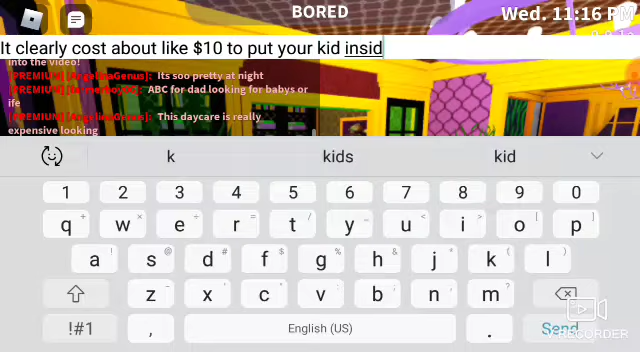 BORED
Wed. 11:16 PM
It clearly cost about like $10 to put your kid insid
into the video!
[PREMIUM] [AngelinaGenus]: Its soo pretty at night
[PREMIUM] ABC for dad looking for babys or
ife
[PREMIUM] [AngelinaGenus]: This daycare is really
expensive looking
k kids kid
1 2 3 4 5 6 7 8 9 0
q w e r t y u i o p
a s d f g h j k l
z x c v b n m
!#1 , English (US) . Send
V RECORDER